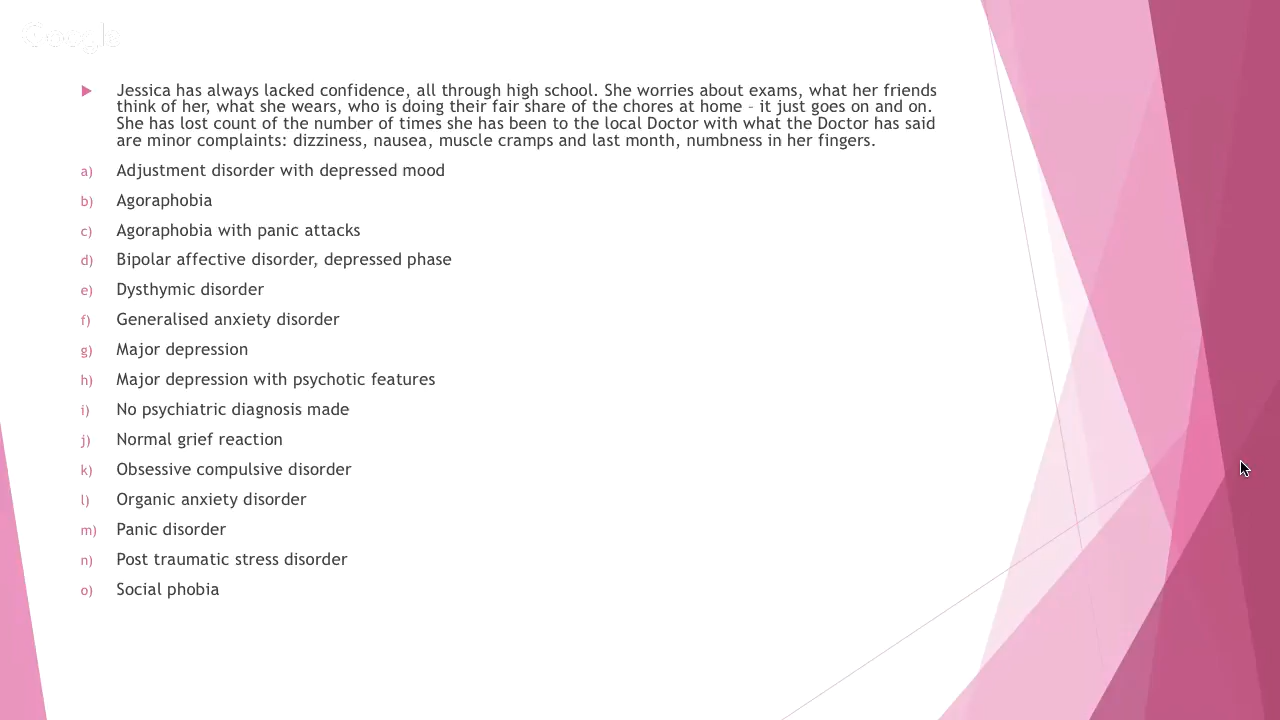 Google
Jessica has always lacked confidence, all through high school. She worries about exams, what her friends
think of her, what she wears, who is doing their fair share of the chores at home – it just goes on and on.
She has lost count of the number of times she has been to the local Doctor with what the Doctor has said
are minor complaints: dizziness, nausea, muscle cramps and last month, numbness in her fingers.
a) Adjustment disorder with depressed mood
b) Agoraphobia
c) Agoraphobia with panic attacks
d) Bipolar affective disorder, depressed phase
e) Dysthymic disorder
f) Generalised anxiety disorder
g) Major depression
h) Major depression with psychotic features
i) No psychiatric diagnosis made
j) Normal grief reaction
k) Obsessive compulsive disorder
l) Organic anxiety disorder
m) Panic disorder
n) Post traumatic stress disorder
o) Social phobia